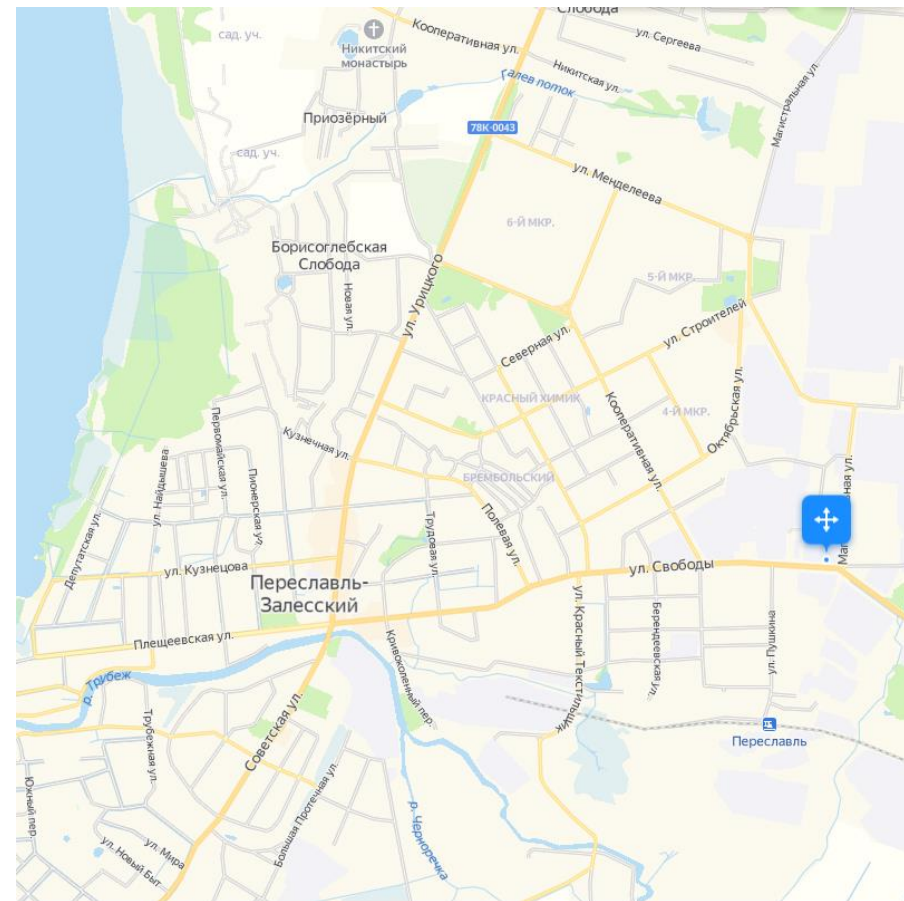 Слобода
сад. уч.
Кооперативная ул.
ул. Сергеева
Никитский
монастырь
Никитская ул.
Галев поток
Магистральная ул.
Приозёрный
78К-0043
сад. уч.
ул. Менделеева
6-Й МКР.
Борисоглебская
Слобода
5-Й МКР.
Новая ул.
ул. Урицкого
ул. Строителей
Северная ул.
КРАСНЫЙ ХИМИК
4-Й МКР.
Кооперативная ул.
Октябрьская ул.
Первомайская ул.
Кузнечная ул.
ул. Найдышева
Пионерская ул.
БРЕМБОЛЬСКИЙ
Полевая ул.
Трудовая ул.
Депутатская ул.
ул. Кузнецова
ул. Свободы
Переславль-
Залесский
Плещеевская ул.
Кривоколенный пер.
ул. Красный Текстильщик
Берендеевская ул.
ул. Пушкина
р. Трубеж
Трубежная ул.
Советская ул.
Переславль
Южный пер.
Большая Протечная ул.
р. Черноречка
ул. Мира
ул. Новый Быт